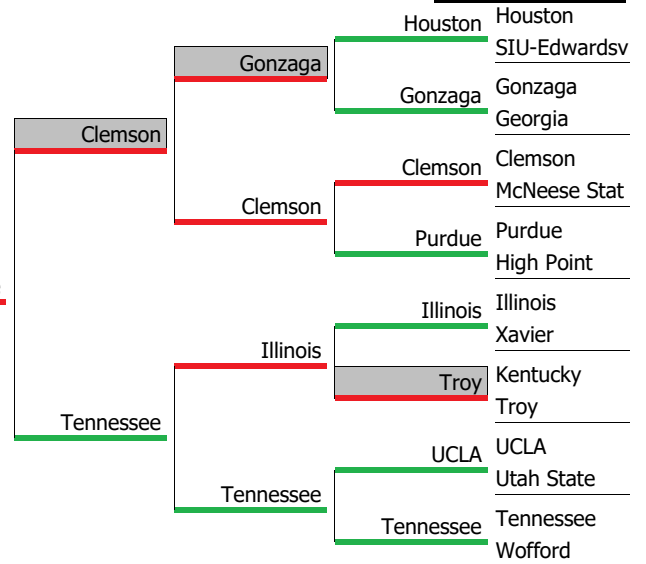 Houston
Houston
SIU-Edwardsv
Gonzaga
Gonzaga
Gonzaga
Georgia
Clemson
Clemson
Clemson
McNeese Stat
Clemson
Purdue
Purdue
High Point
Illinois
Illinois
Xavier
Illinois
Troy
Kentucky
Troy
Tennessee
UCLA
UCLA
Utah State
Tennessee
Tennessee
Tennessee
Wofford